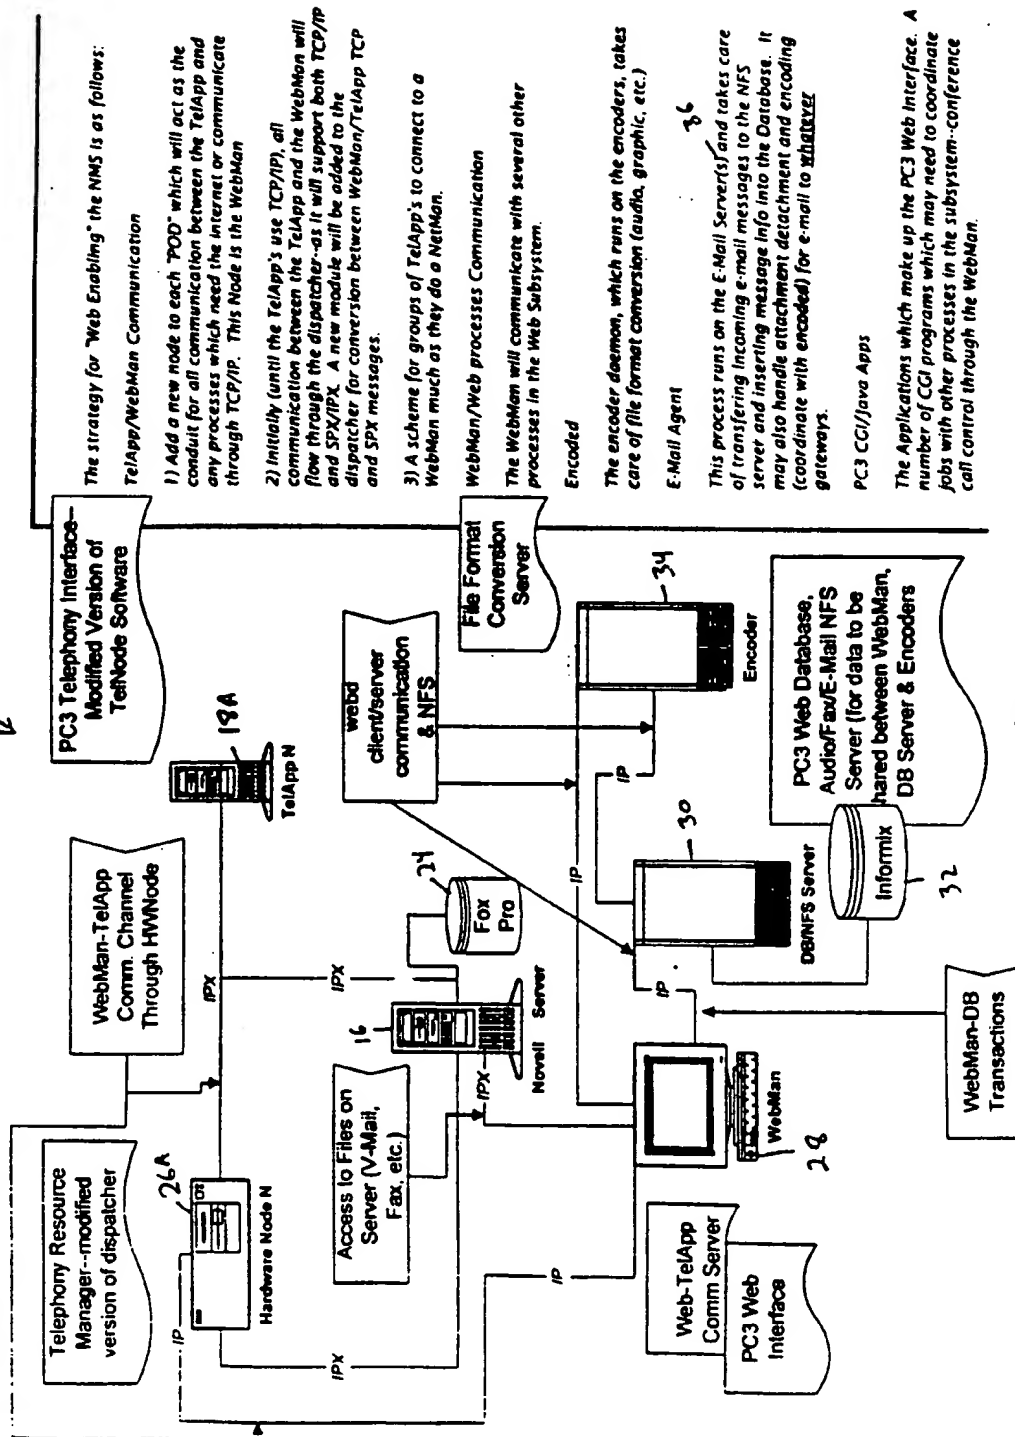 The strategy for "Web Enabling" the NMS is as follows:
TelApp/WebMan Communication
1) Add a new node to each "POD" which will act as the
conduit for all communication between the TelApp and
any processes which need the internet or communicate
through TCP/IP. This Node is the WebMan
2) Initially (until the TelApp's use TCP/IP), all
communication between the TelApp and the WebMan will
flow through the dispatcher--as it will support both TCP/IP
and SPX/IPX. A new module will be added to the
dispatcher for conversion between WebMon/TelApp TCP
and SPX messages.
3) A scheme for groups of TelApp's to connect to a
WebMan much as they do a NetMan.
WebMan/Web processes Communication
The WebMan will communicate with several other
processes in the Web Subsystem.
Encoded
The encoder daemon, which runs on the encoders, takes
care of file format conversion (audio, graphic, etc.)
E-Mail Agent
36
This process runs on the E-Mail Server(s) and takes care
of transfering incoming e-mail messages to the NFS
server and inserting message info into the Database. It
may also handle attachment detachment and encoding
(coordinate with encoded) for e-mail to whatever
gateways.
PC3 CGI/Java Apps
The Applications which make up the PC3 Web Interface. A
number of CGI programs which may need to coordinate
jobs with other processes in the subsystem--conference
call control through the WebMan.
PC3 Telephony Interface--
Modified Version of
TelNode Software
File Format
Conversion
Server
18A
TelApp N
webd
client/server
communication
& NFS
34
Encoder
PC3 Web Database,
Audio/Fax/E-Mail NFS
Server (for data to be
shared between WebMan,
DB Server & Encoders
WebMan-TelApp
Comm. Channel
Through HWNode
IPX
IPX
24
Fox
Pro
IP
IP
30
DB/NFS Server
Informix
32
Telephony Resource
Manager--modified
version of dispatcher
26A
Hardware Node N
IP
IPX
Access to Files on
Server (V-Mail,
Fax, etc.)
16
Novell Server
IPX
IP
IP
WebMan
28
WebMan-DB
Transactions
Web-TelApp
Comm Server
PC3 Web
Interface